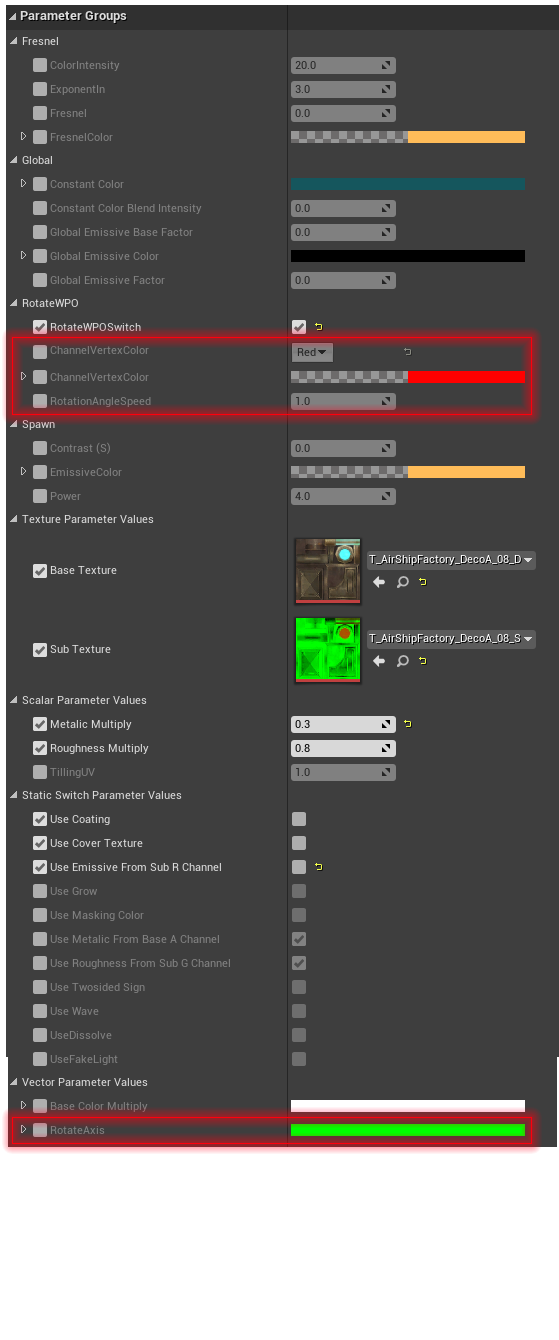 Parameter Groups
Fresnel
ColorIntensity 20.0
ExponentIn 3.0
Fresnel 0.0
FresnelColor
Global
Constant Color
Constant Color Blend Intensity 0.0
Global Emissive Base Factor 0.0
Global Emissive Color
Global Emissive Factor 0.0
RotateWPO
RotateWPOSwitch
ChannelVertexColor Red
ChannelVertexColor
RotationAngleSpeed 1.0
Spawn
Contrast (S) 0.0
EmissiveColor
Power 4.0
Texture Parameter Values
Base Texture T_AirShipFactory_DecoA_08_D
Sub Texture T_AirShipFactory_DecoA_08_S
Scalar Parameter Values
Metalic Multiply 0.3
Roughness Multiply 0.8
TillingUV 1.0
Static Switch Parameter Values
Use Coating
Use Cover Texture
Use Emissive From Sub R Channel
Use Grow
Use Masking Color
Use Metalic From Base A Channel
Use Roughness From Sub G Channel
Use Twosided Sign
Use Wave
UseDissolve
UseFakeLight
Vector Parameter Values
Base Color Multiply
RotateAxis